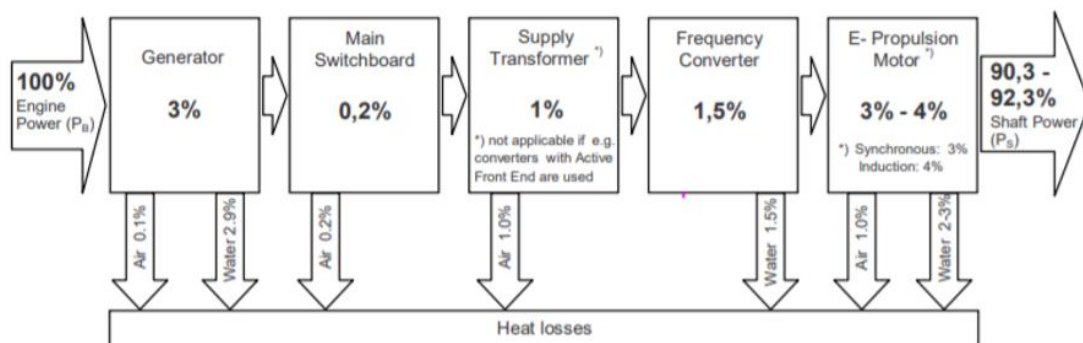 100%
Engine
Power (P_B)
Generator
3%
Main
Switchboard
0,2%
Supply
Transformer *)
1%
*) not applicable if e.g.
converters with Active
Front End are used
Frequency
Converter
1,5%
E- Propulsion
Motor *)
3% - 4%
*) Synchronous: 3%
Induction: 4%
90,3 -
92,3%
Shaft Power
(P_S)
Air 0.1%
Water 2.9%
Air 0.2%
Air 1.0%
Water 1.5%
Air 1.0%
Water 2-3%
Heat losses